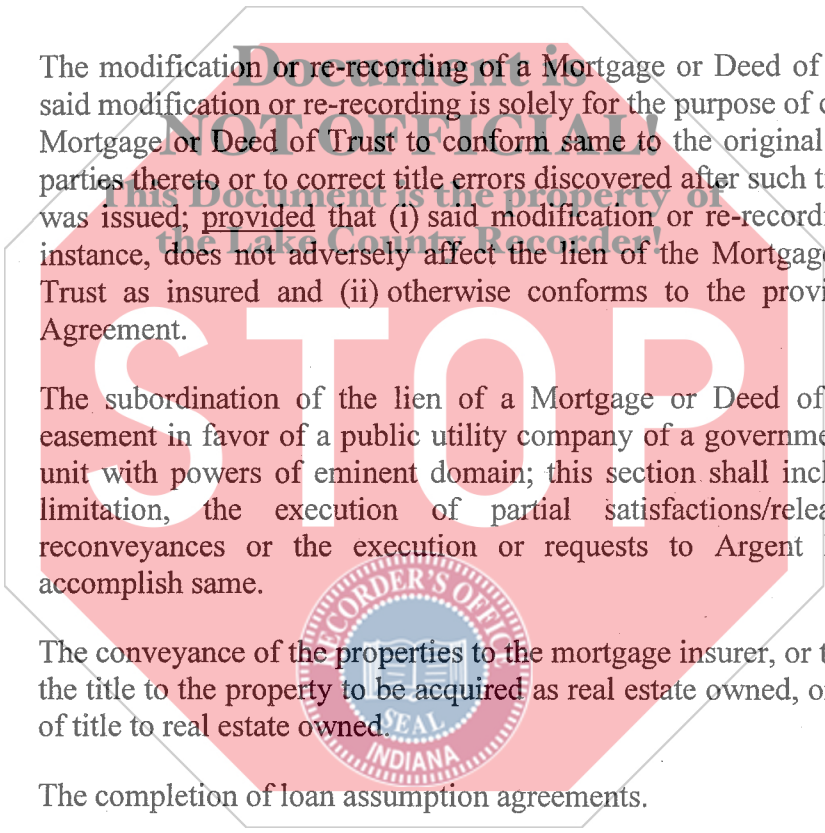 The modification or re-recording of a Mortgage or Deed of
said modification or re-recording is solely for the purpose of
Mortgage or Deed of Trust to conform same to the original
parties thereto or to correct title errors discovered after such
was issued; provided that (i) said modification or re-recordi
instance, does not adversely affect the lien of the Mortgage
Trust as insured and (ii) otherwise conforms to the provi
Agreement.
The subordination of the lien of a Mortgage or Deed of
easement in favor of a public utility company of a governme
unit with powers of eminent domain; this section shall incl
limitation, the execution of partial satisfactions/relea
reconveyances or the execution or requests to Argent
accomplish same.
The conveyance of the properties to the mortgage insurer, or t
the title to the property to be acquired as real estate owned, o
of title to real estate owned.
The completion of loan assumption agreements.
Document is
NOT OFFICIAL!
This Document is the property of
the Lake County Recorder!
STOP
RECORDER'S OFFICE
SEAL
INDIANA